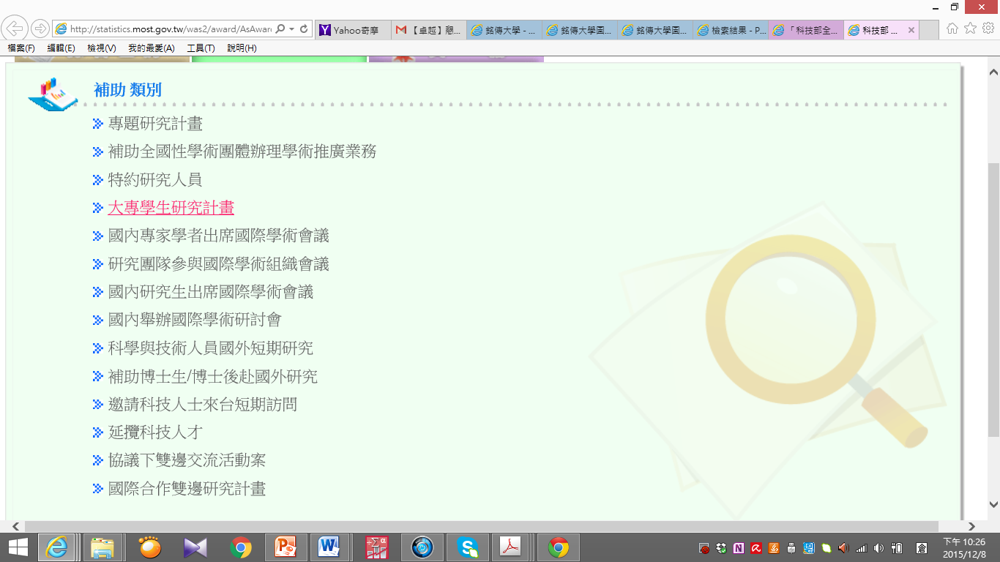 http://statistics.most.gov.tw/was2/award/AsAwar
Yahoo奇摩
【卓越】懇...
銘傳大學 - ...
銘傳大學圖...
銘傳大學圖...
檢索結果 - P...
「科技部全...
科技部 ...
檔案(F) 編輯(E) 檢視(V) 我的最愛(A) 工具(T) 說明(H)
補助 類別
專題研究計畫
補助全國性學術團體辦理學術推廣業務
特約研究人員
大專學生研究計畫
國內專家學者出席國際學術會議
研究團隊參與國際學術組織會議
國內研究生出席國際學術會議
國內舉辦國際學術研討會
科學與技術人員國外短期研究
補助博士生/博士後赴國外研究
邀請科技人士來台短期訪問
延攬科技人才
協議下雙邊交流活動案
國際合作雙邊研究計畫
倉
下午 10:26
2015/12/8